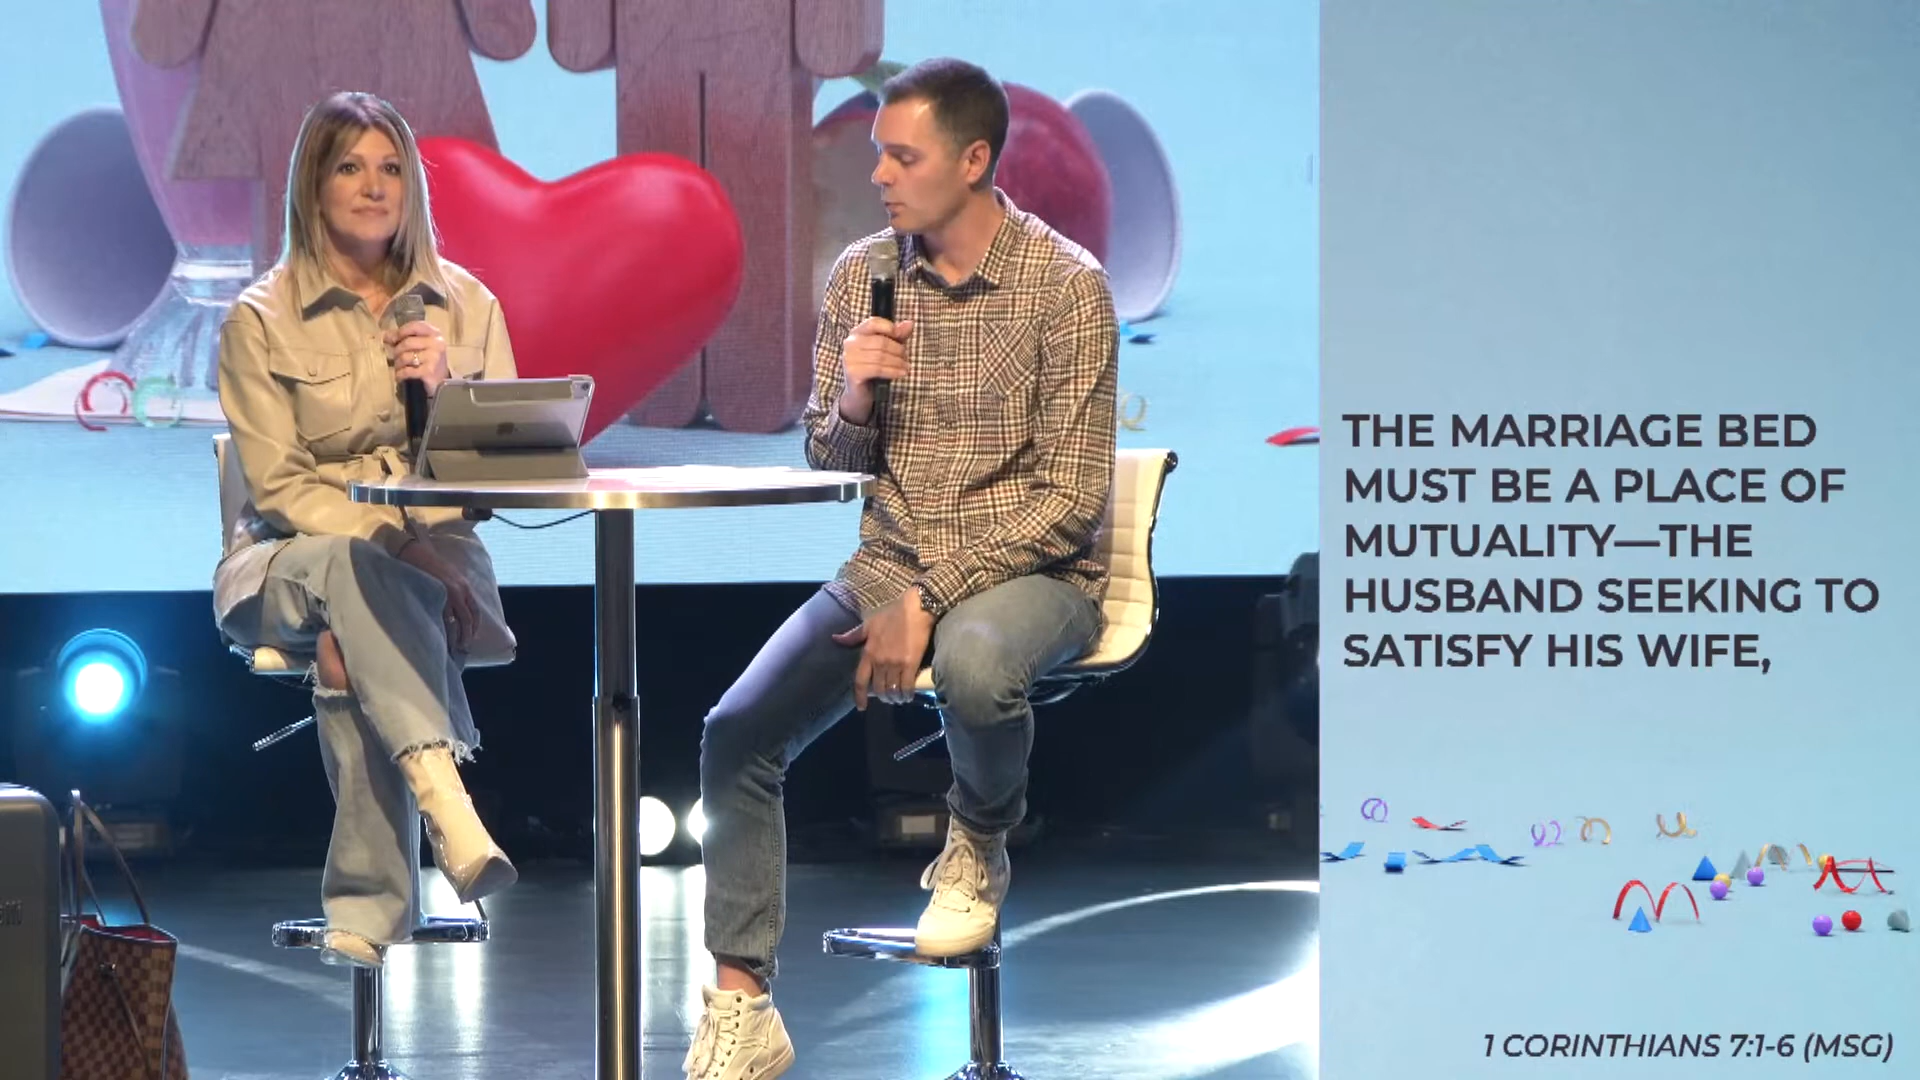 THE MARRIAGE BED
MUST BE A PLACE OF
MUTUALITY—THE
HUSBAND SEEKING TO
SATISFY HIS WIFE,
1 CORINTHIANS 7:1-6 (MSG)